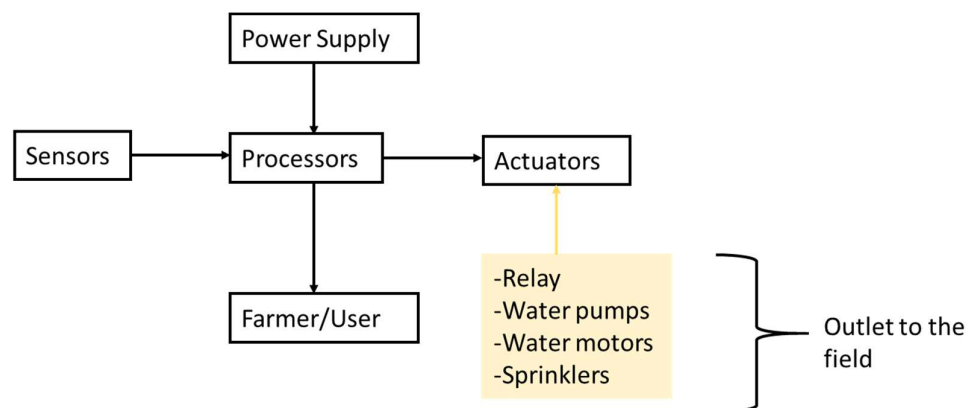 Power Supply
Sensors
Processors
Actuators
-Relay
-Water pumps
-Water motors
-Sprinklers
Farmer/User
Outlet to the
field